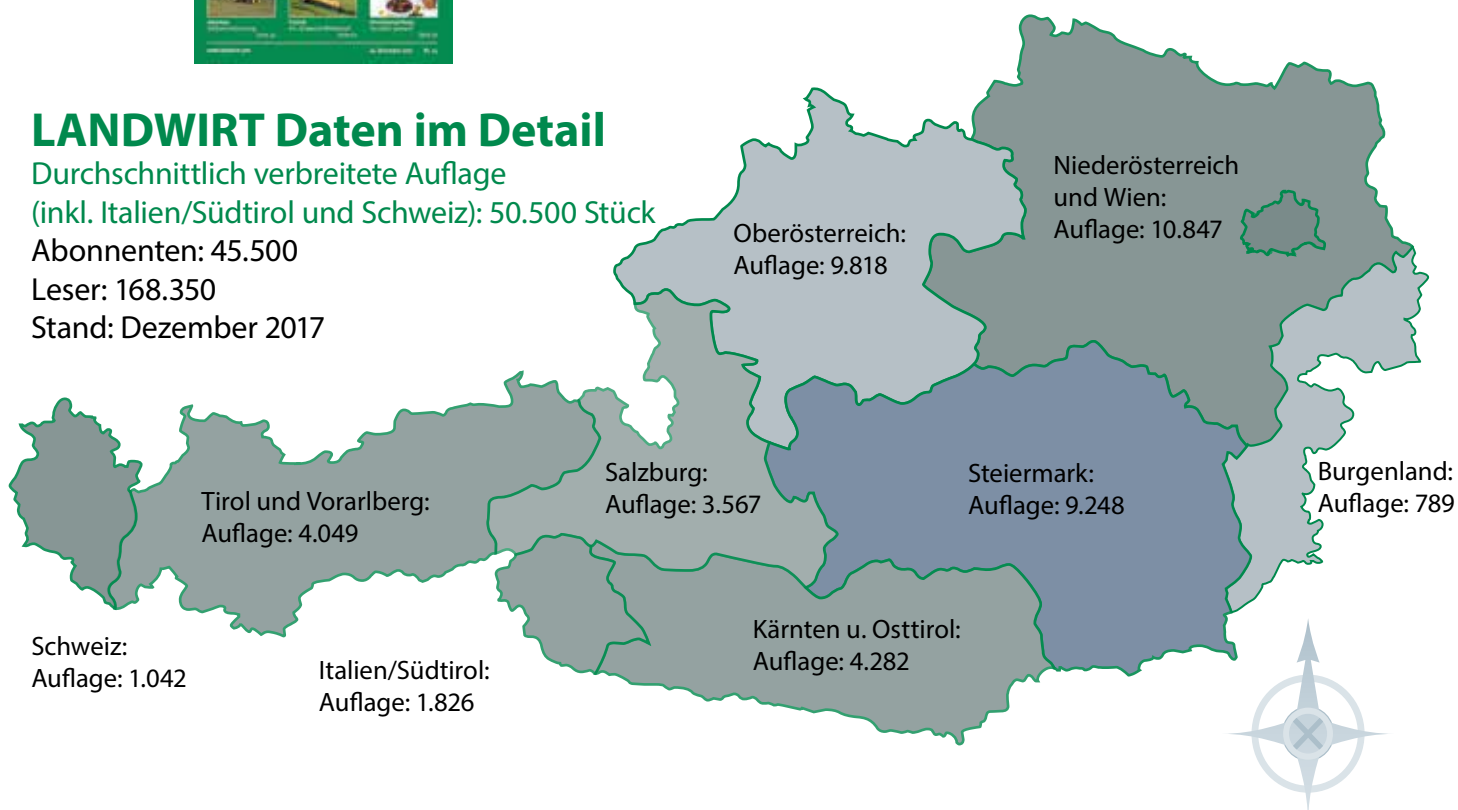 LANDWIRT Daten im Detail
Durchschnittlich verbreitete Auflage
(inkl. Italien/Südtirol und Schweiz): 50.500 Stück
Abonnenten: 45.500
Leser: 168.350
Stand: Dezember 2017
Niederösterreich
und Wien:
Auflage: 10.847
Oberösterreich:
Auflage: 9.818
Salzburg:
Auflage: 3.567
Steiermark:
Auflage: 9.248
Burgenland:
Auflage: 789
Tirol und Vorarlberg:
Auflage: 4.049
Kärnten u. Osttirol:
Auflage: 4.282
Schweiz:
Auflage: 1.042
Italien/Südtirol:
Auflage: 1.826